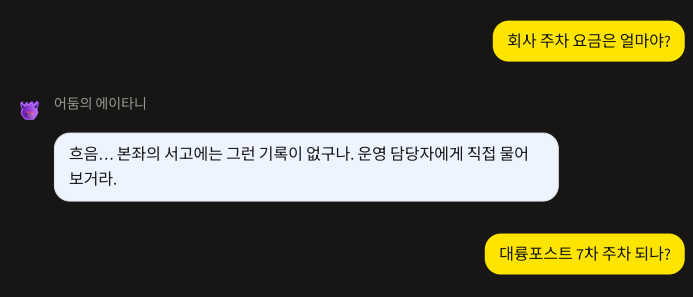 회사 주차 요금은 얼마야?
어둠의 에이타니
흐음... 본좌의 서고에는 그런 기록이 없구나. 운영 담당자에게 직접 물어
보거라.
대륭포스트 7차 주차 되나?